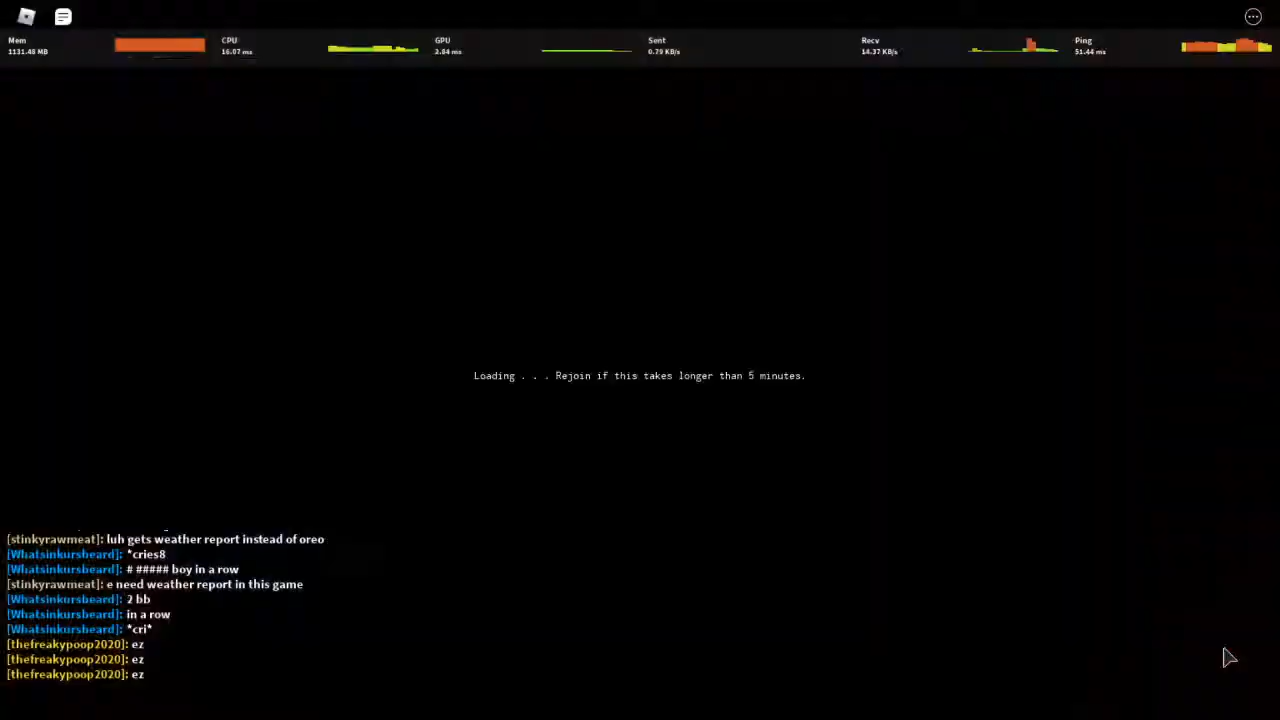 Mem
1131.48 MB
CPU
16.07 ms
GPU
2.84 ms
Sent
0.79 KB/s
Recv
14.37 KB/s
Ping
51.44 ms
Loading . . . Rejoin if this takes longer than 5 minutes.
[stinkyrawmeat]: luh gets weather report instead of oreo
[Whatsinkursbeard]: *cries8
[Whatsinkursbeard]: # ##### boy in a row
[stinkyrawmeat]: e need weather report in this game
[Whatsinkursbeard]: 2 bb
[Whatsinkursbeard]: in a row
[Whatsinkursbeard]: *cri*
[thefreakypoop2020]: ez
[thefreakypoop2020]: ez
[thefreakypoop2020]: ez